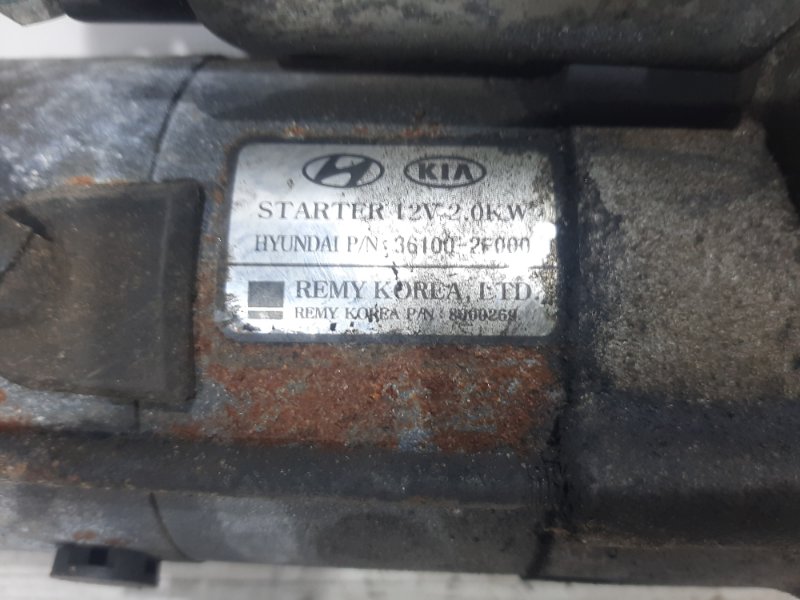 KIA
STARTER 12V-2.0KW
HYUNDAI P/N : 36100-2F000
REMY KOREA, LTD.
REMY KOREA P/N : 8000269